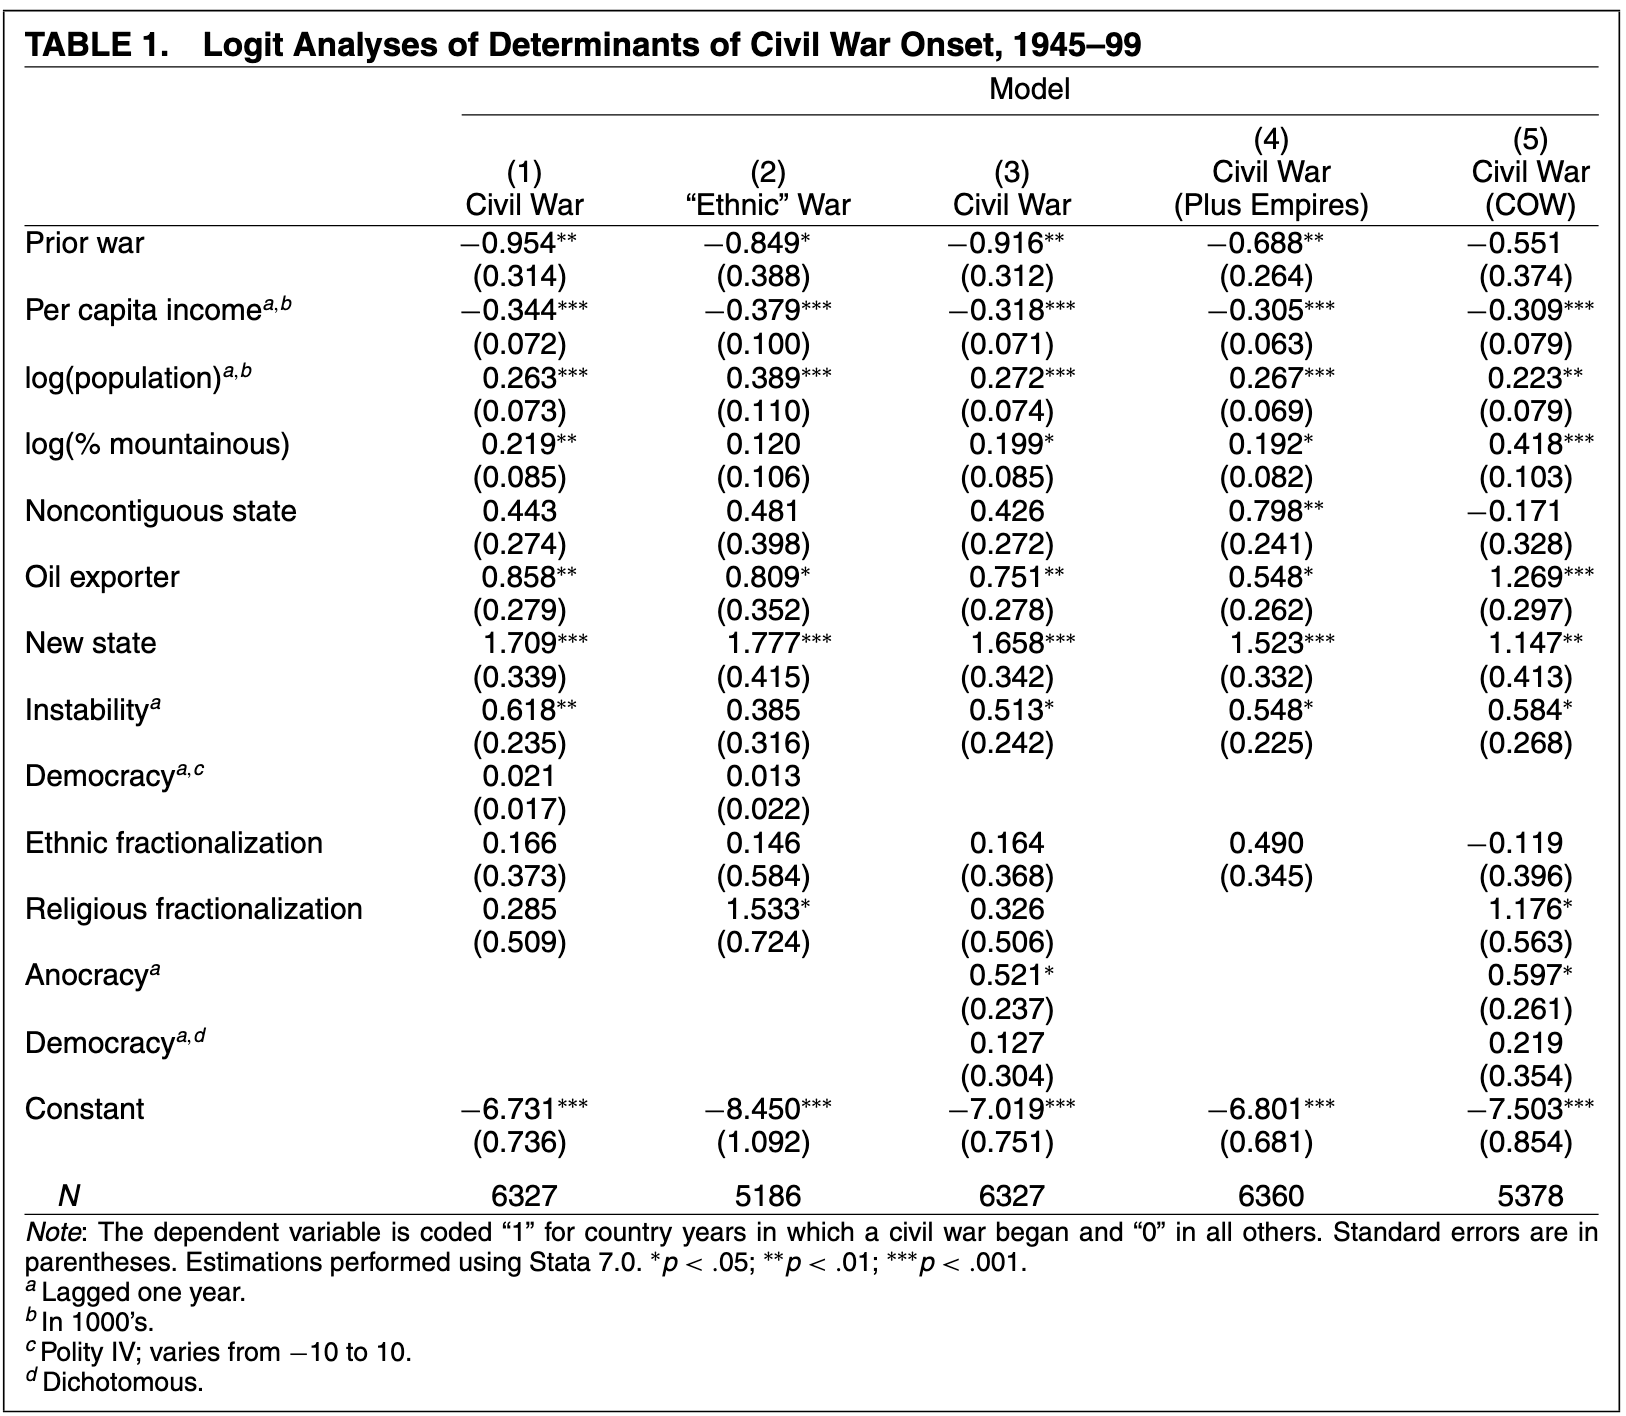 TABLE 1. Logit Analyses of Determinants of Civil War Onset, 1945–99
Model
(4) (5)
(1) (2) (3) Civil War Civil War
Civil War “Ethnic” War Civil War (Plus Empires) (COW)
Prior war −0.954** −0.849* −0.916** −0.688** −0.551
(0.314) (0.388) (0.312) (0.264) (0.374)
Per capita income^a,b −0.344*** −0.379*** −0.318*** −0.305*** −0.309***
(0.072) (0.100) (0.071) (0.063) (0.079)
log(population)^a,b 0.263*** 0.389*** 0.272*** 0.267*** 0.223**
(0.073) (0.110) (0.074) (0.069) (0.079)
log(% mountainous) 0.219** 0.120 0.199* 0.192* 0.418***
(0.085) (0.106) (0.085) (0.082) (0.103)
Noncontiguous state 0.443 0.481 0.426 0.798** −0.171
(0.274) (0.398) (0.272) (0.241) (0.328)
Oil exporter 0.858** 0.809* 0.751** 0.548* 1.269***
(0.279) (0.352) (0.278) (0.262) (0.297)
New state 1.709*** 1.777*** 1.658*** 1.523*** 1.147**
(0.339) (0.415) (0.342) (0.332) (0.413)
Instability^a 0.618** 0.385 0.513* 0.548* 0.584*
(0.235) (0.316) (0.242) (0.225) (0.268)
Democracy^a,c 0.021 0.013
(0.017) (0.022)
Ethnic fractionalization 0.166 0.146 0.164 0.490 −0.119
(0.373) (0.584) (0.368) (0.345) (0.396)
Religious fractionalization 0.285 1.533* 0.326 1.176*
(0.509) (0.724) (0.506) (0.563)
Anocracy^a 0.521* 0.597*
(0.237) (0.261)
Democracy^a,d 0.127 0.219
(0.304) (0.354)
Constant −6.731*** −8.450*** −7.019*** −6.801*** −7.503***
(0.736) (1.092) (0.751) (0.681) (0.854)
N 6327 5186 6327 6360 5378
Note: The dependent variable is coded “1” for country years in which a civil war began and “0” in all others. Standard errors are in
parentheses. Estimations performed using Stata 7.0. *p < .05; **p < .01; ***p < .001.
^a Lagged one year.
^b In 1000’s.
^c Polity IV; varies from −10 to 10.
^d Dichotomous.